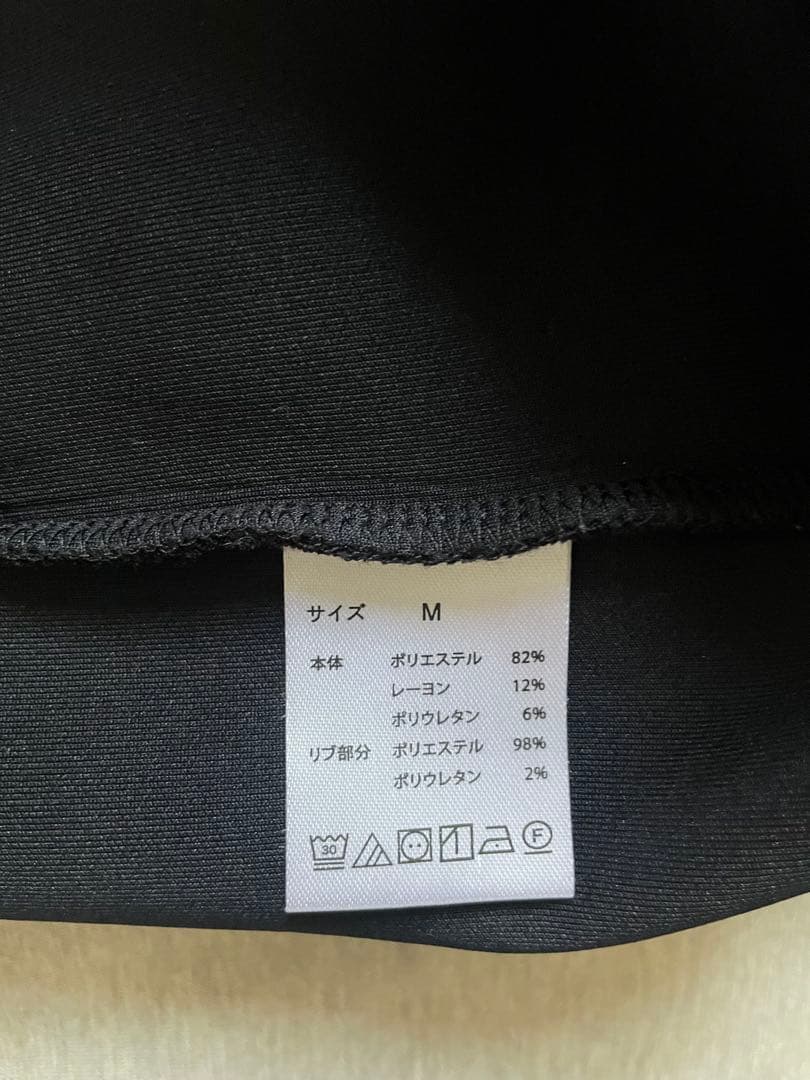 サイズ M
本体 ポリエステル 82%
レーヨン 12%
ポリウレタン 6%
リブ部分 ポリエステル 98%
ポリウレタン 2%
30 F